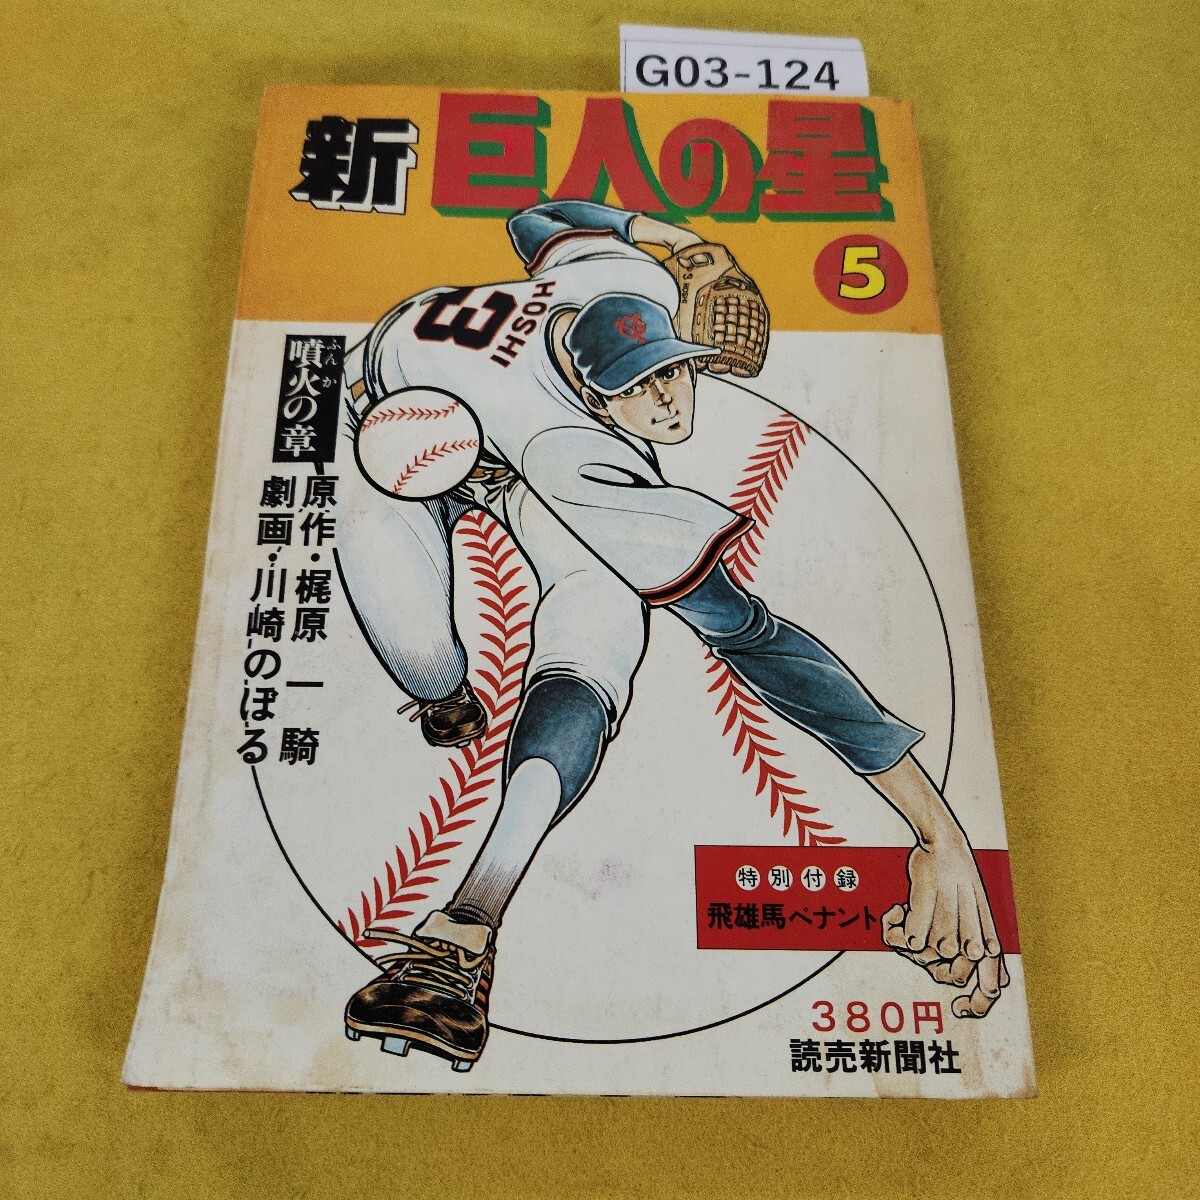 G03-124
新 巨人の星
5
噴火の章
ふんか
原作・梶原一騎
劇画・川崎のぼる
HOSHI
3
特別付録
飛雄馬ペナント
380円
読売新聞社